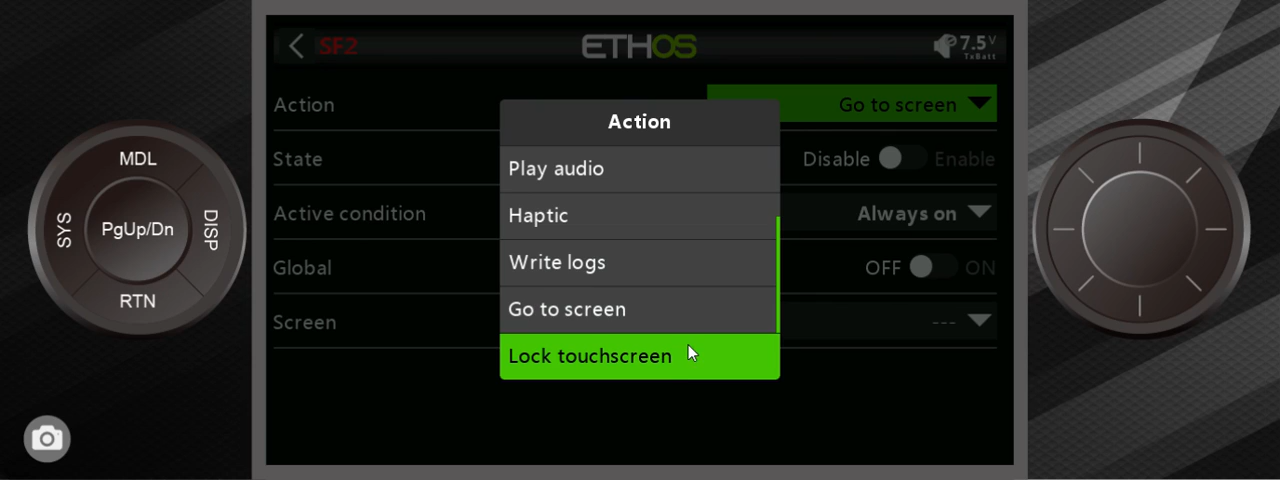 MDL
SYS
PgUp/Dn
DISP
RTN
SF2
ETHOS
7.5V
TxBatt
Action
Go to screen
State
Disable
Enable
Active condition
Always on
Global
OFF
ON
Screen
---
Action
Play audio
Haptic
Write logs
Go to screen
Lock touchscreen